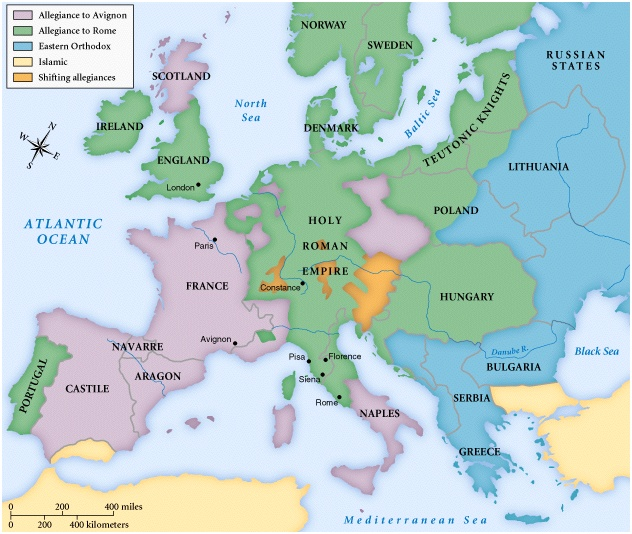 Allegiance to Avignon
Allegiance to Rome
Eastern Orthodox
Islamic
Shifting allegiances
NORWAY
SWEDEN
RUSSIAN
STATES
SCOTLAND
North
Sea
Baltic Sea
N
W
E
S
IRELAND
DENMARK
TEUTONIC KNIGHTS
ENGLAND
LITHUANIA
London
ATLANTIC
OCEAN
HOLY
ROMAN
EMPIRE
POLAND
Paris
FRANCE
Constance
HUNGARY
Avignon
NAVARRE
ARAGON
PORTUGAL
CASTILE
Pisa
Florence
Siena
Rome
NAPLES
Danube R.
Black Sea
BULGARIA
SERBIA
GREECE
0 200 400 miles
0 200 400 kilometers
Mediterranean Sea